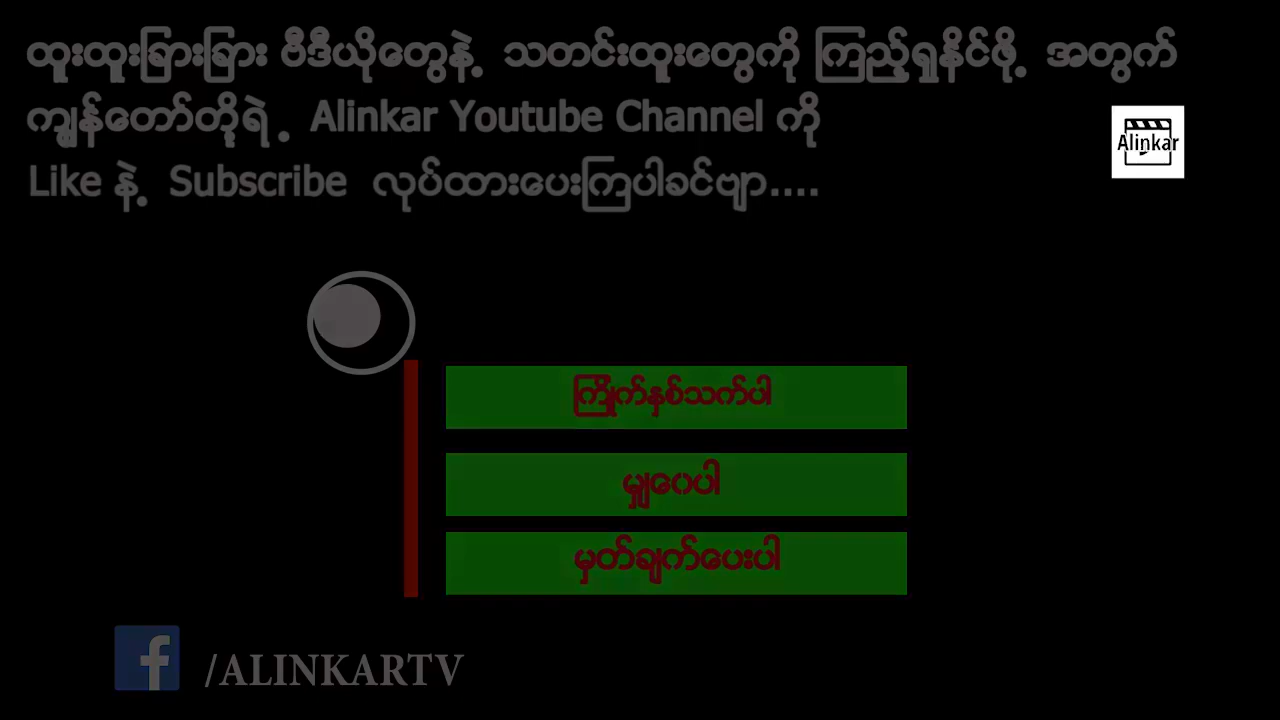 ထူးထူးခြားခြား ဗီဒီယိုတွေနဲ့ သတင်းထူးတွေကို ကြည့်ရှုနိုင်ဖို့ အတွက်
ကျွန်တော်တို့ရဲ့ Alinkar Youtube Channel ကို
Like နဲ့ Subscribe လုပ်ထားပေးကြပါခင်ဗျာ....
Alinkar
ကြိုက်နှစ်သက်ပါ
မျှဝေပါ
မှတ်ချက်ပေးပါ
f /ALINKARTV